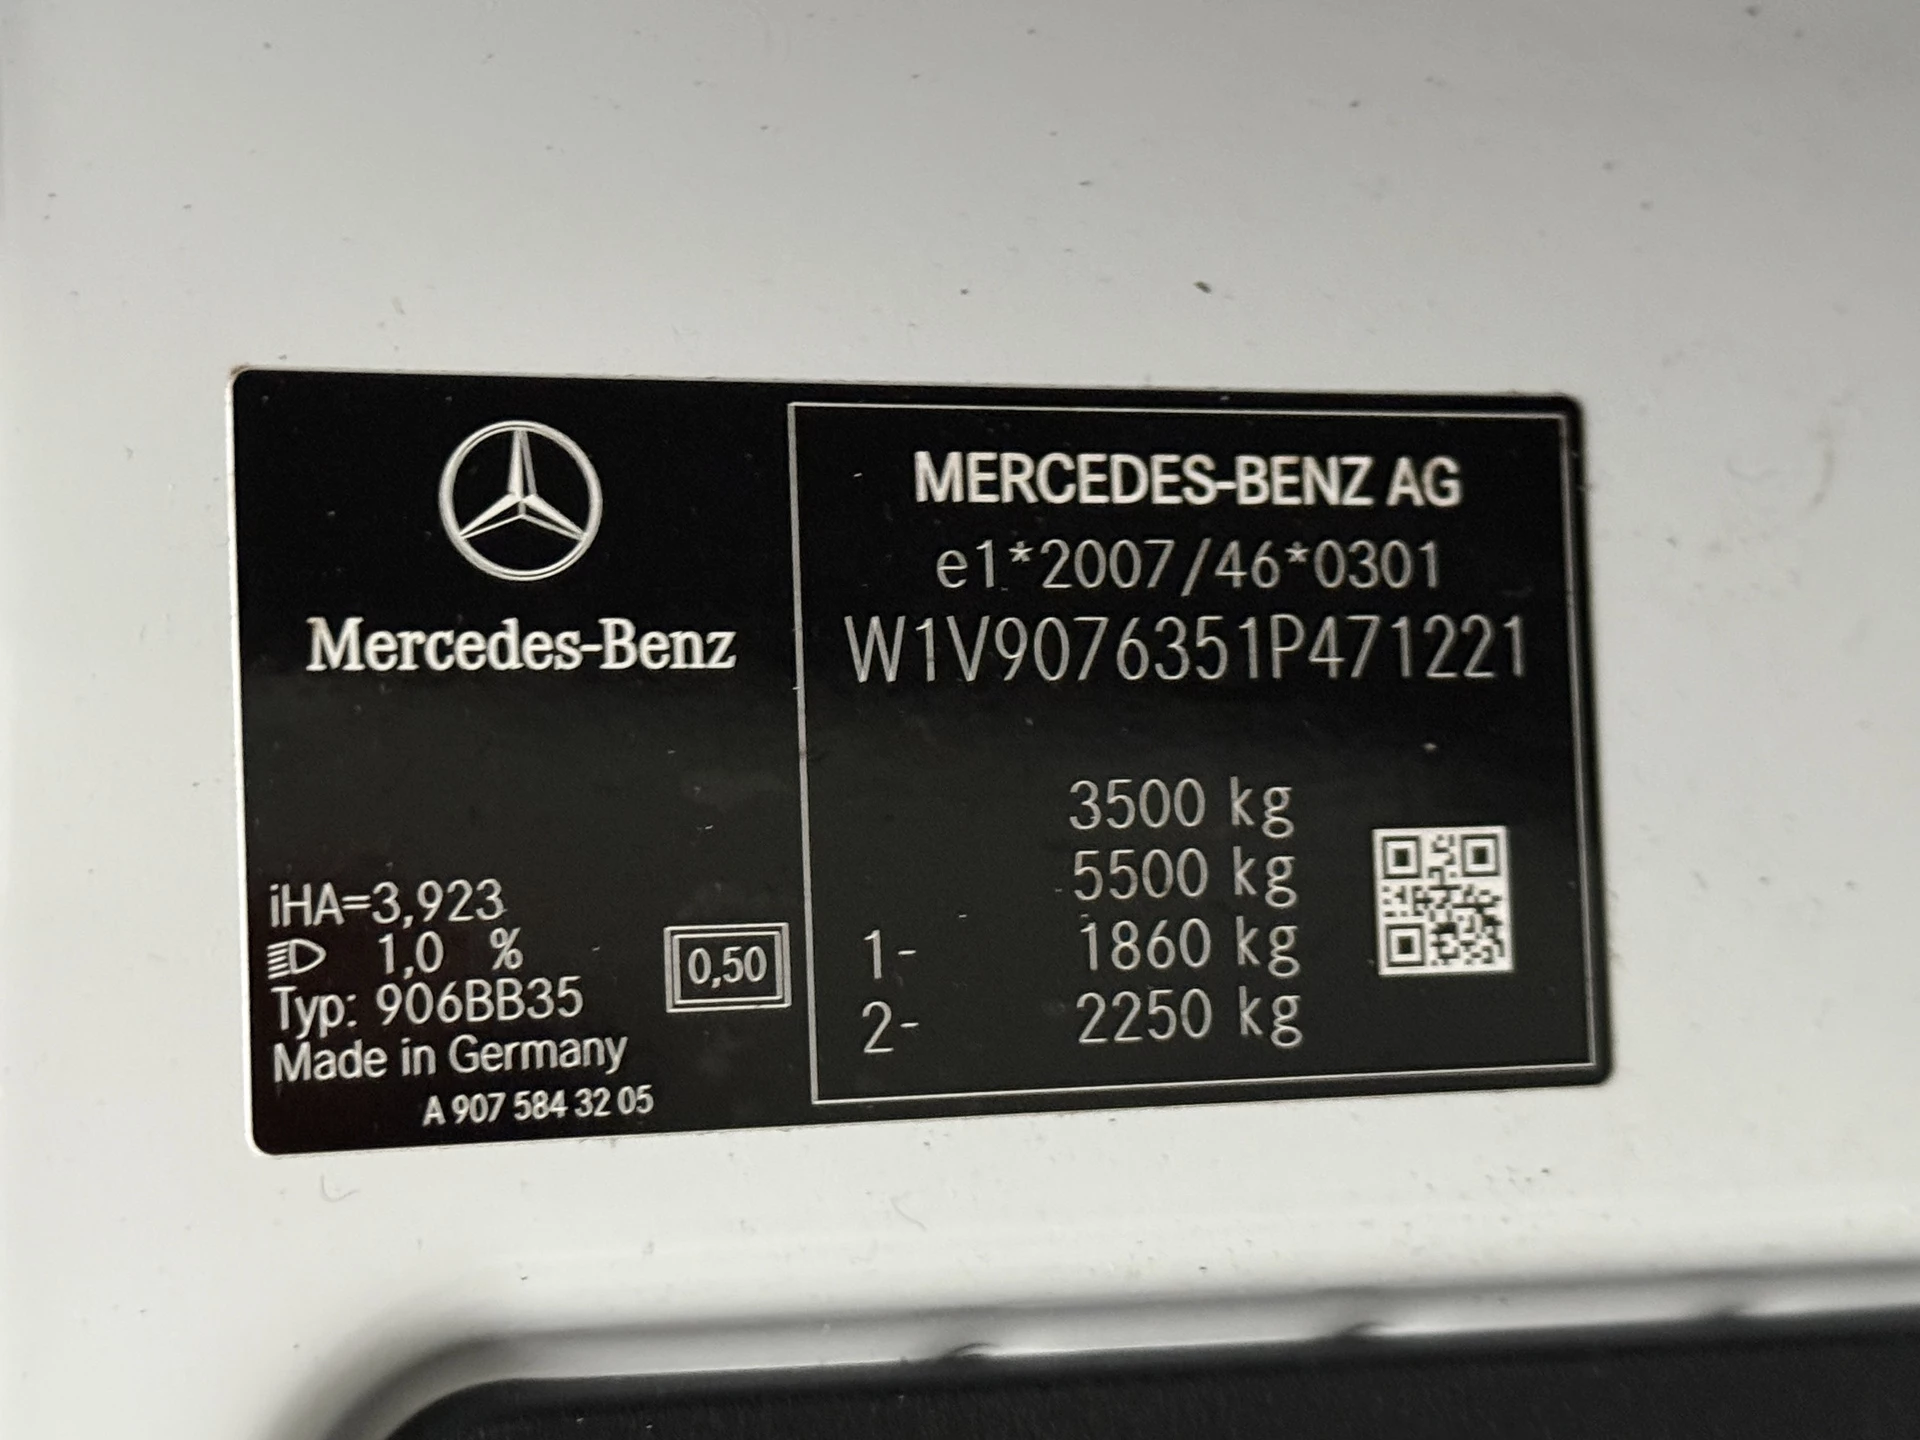 Mercedes-Benz
iHA=3,923
1,0 %
Typ: 906BB35
Made in Germany
A 907 584 32 05
0,50
MERCEDES-BENZ AG
e1*2007/46*0301
W1V9076351P471221
3500 kg
5500 kg
1- 1860 kg
2- 2250 kg